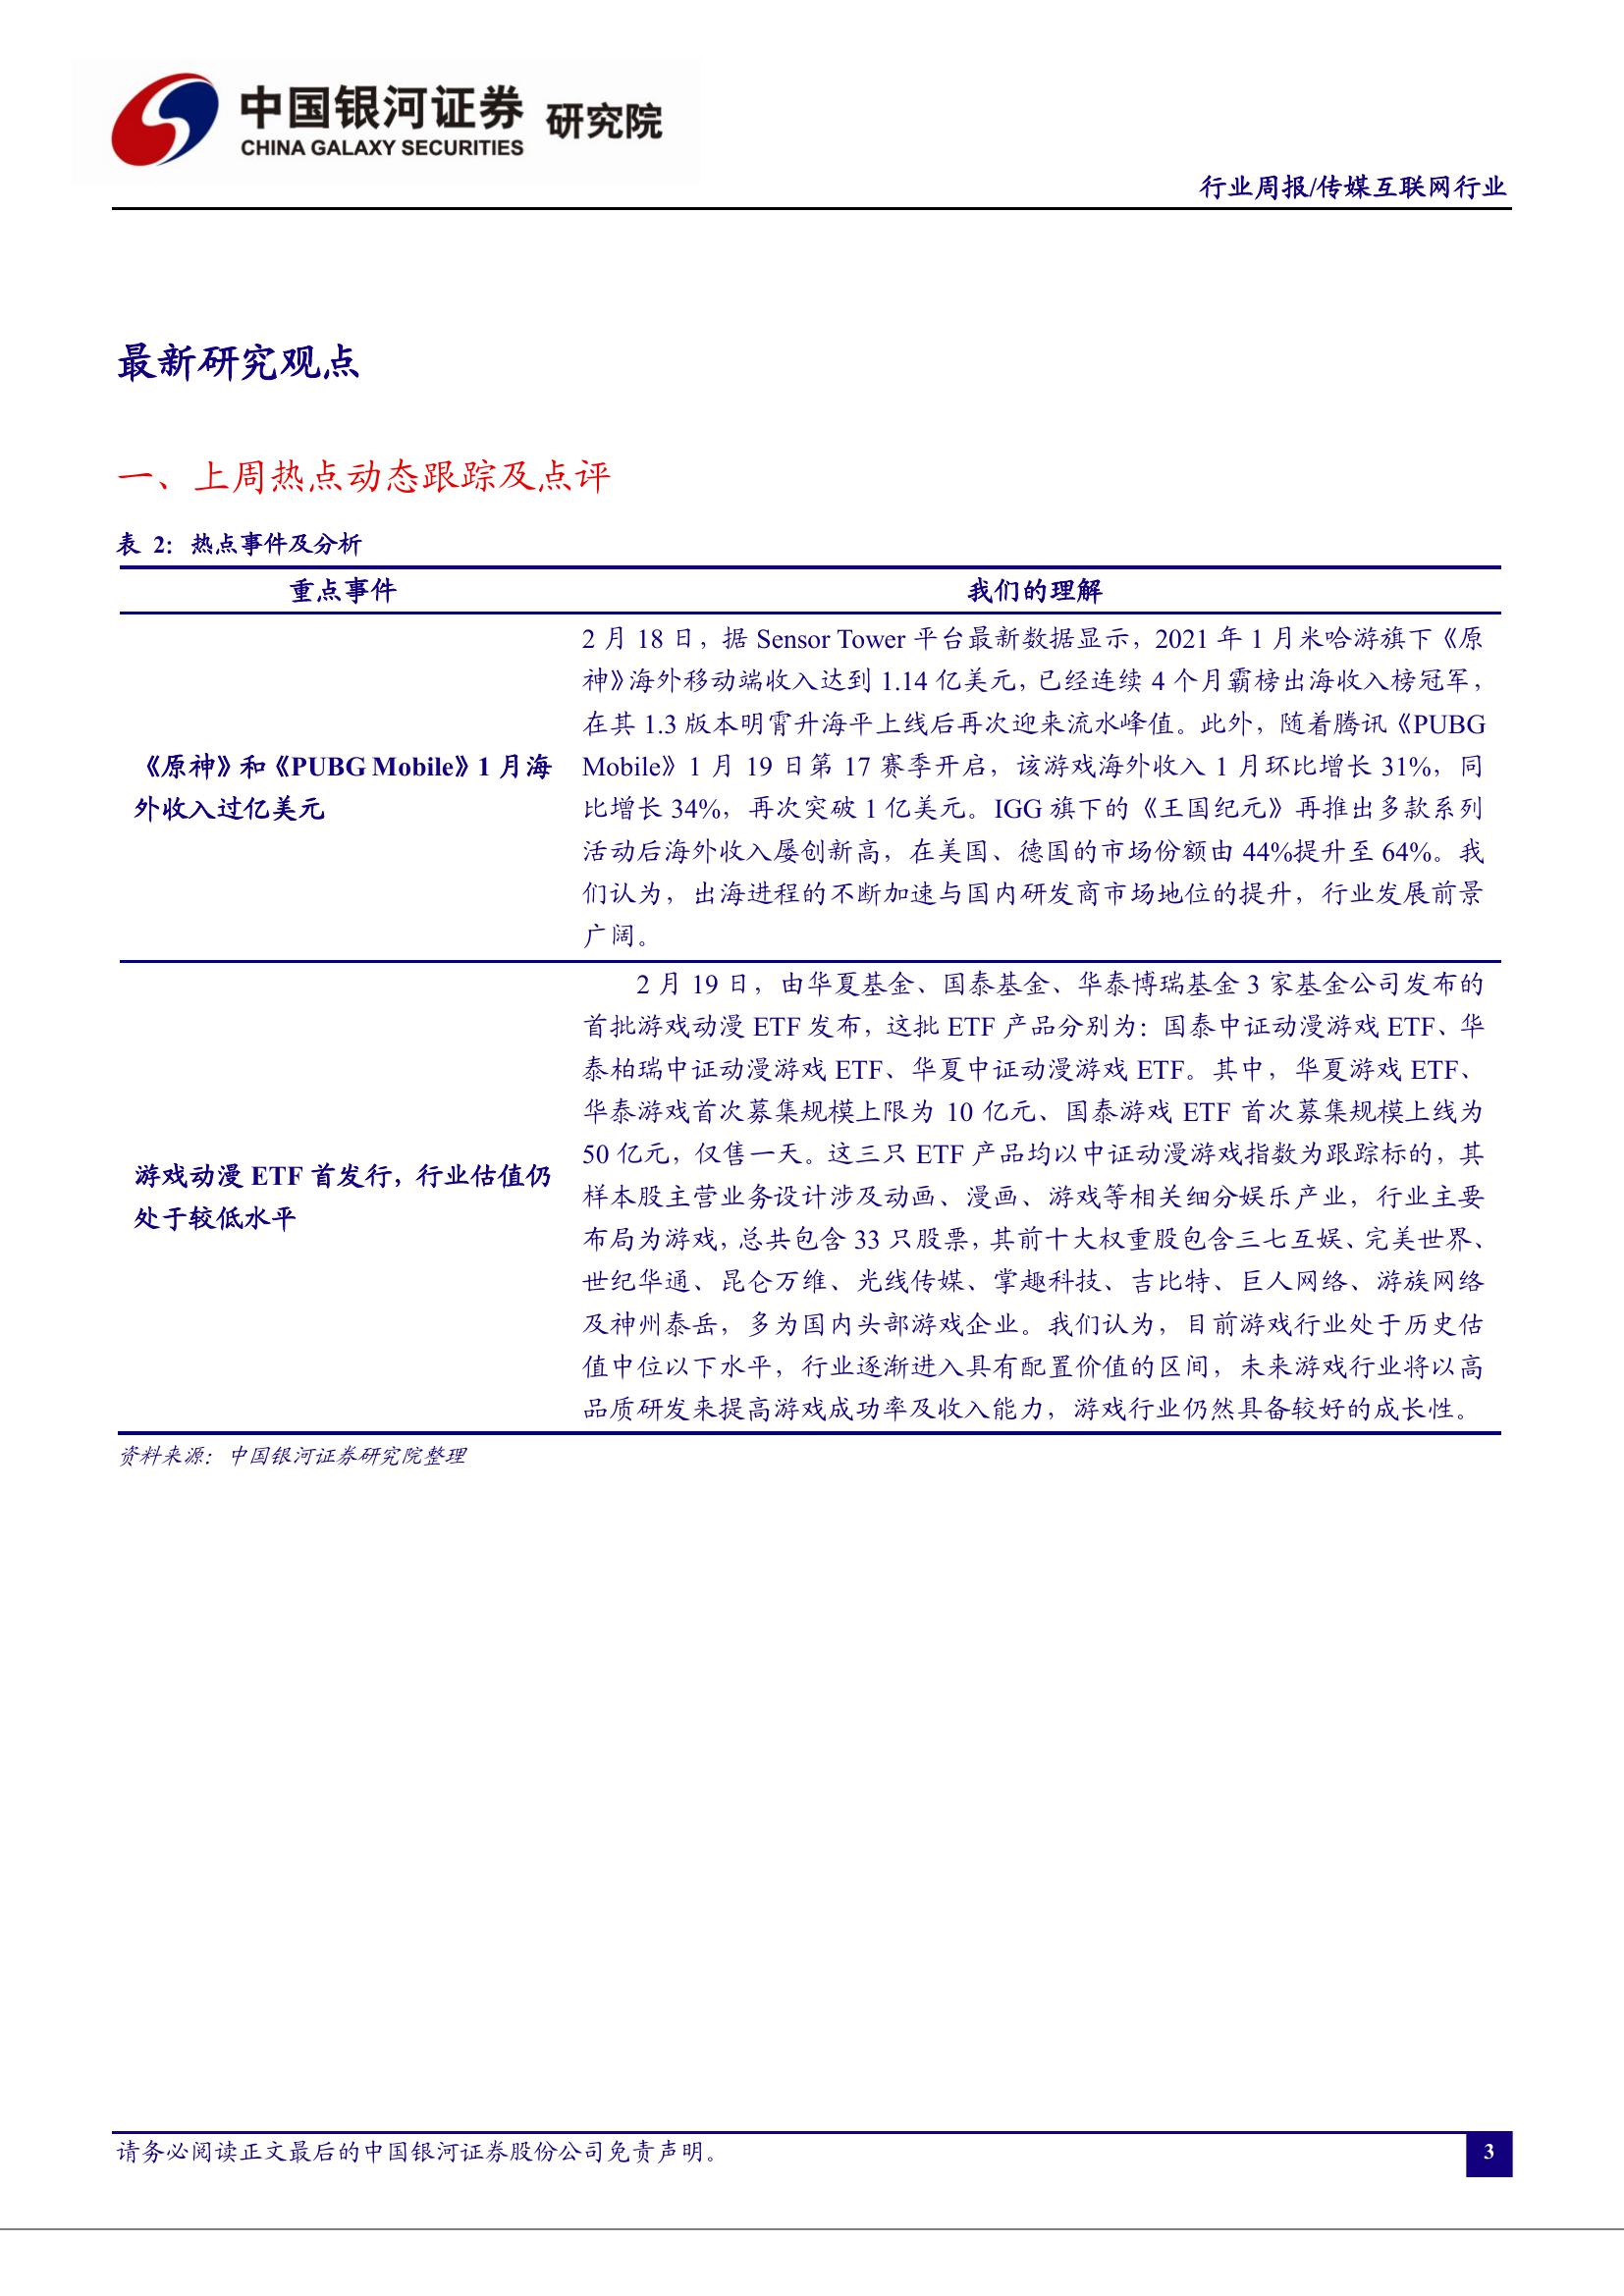 中国银河证券 研究院
CHINA GALAXY SECURITIES
行业周报/传媒互联网行业
最新研究观点
一、上周热点动态跟踪及点评
表 2：热点事件及分析
重点事件 我们的理解
《原神》和《PUBG Mobile》1 月海
外收入过亿美元
2 月 18 日，据 Sensor Tower 平台最新数据显示，2021 年 1 月米哈游旗下《原
神》海外移动端收入达到 1.14 亿美元，已经连续 4 个月霸榜出海收入榜冠军，
在其 1.3 版本明霄升海平上线后再次迎来流水峰值。此外，随着腾讯《PUBG
Mobile》1 月 19 日第 17 赛季开启，该游戏海外收入 1 月环比增长 31%，同
比增长 34%，再次突破 1 亿美元。IGG 旗下的《王国纪元》再推出多款系列
活动后海外收入屡创新高，在美国、德国的市场份额由 44%提升至 64%。我
们认为，出海进程的不断加速与国内研发商市场地位的提升，行业发展前景
广阔。
游戏动漫 ETF 首发行，行业估值仍
处于较低水平
2 月 19 日，由华夏基金、国泰基金、华泰博瑞基金 3 家基金公司发布的
首批游戏动漫 ETF 发布，这批 ETF 产品分别为：国泰中证动漫游戏 ETF、华
泰柏瑞中证动漫游戏 ETF、华夏中证动漫游戏 ETF。其中，华夏游戏 ETF、
华泰游戏首次募集规模上限为 10 亿元、国泰游戏 ETF 首次募集规模上线为
50 亿元，仅售一天。这三只 ETF 产品均以中证动漫游戏指数为跟踪标的，其
样本股主营业务设计涉及动画、漫画、游戏等相关细分娱乐产业，行业主要
布局为游戏，总共包含 33 只股票，其前十大权重股包含三七互娱、完美世界、
世纪华通、昆仑万维、光线传媒、掌趣科技、吉比特、巨人网络、游族网络
及神州泰岳，多为国内头部游戏企业。我们认为，目前游戏行业处于历史估
值中位以下水平，行业逐渐进入具有配置价值的区间，未来游戏行业将以高
品质研发来提高游戏成功率及收入能力，游戏行业仍然具备较好的成长性。
资料来源：中国银河证券研究院整理
请务必阅读正文最后的中国银河证券股份公司免责声明。
3